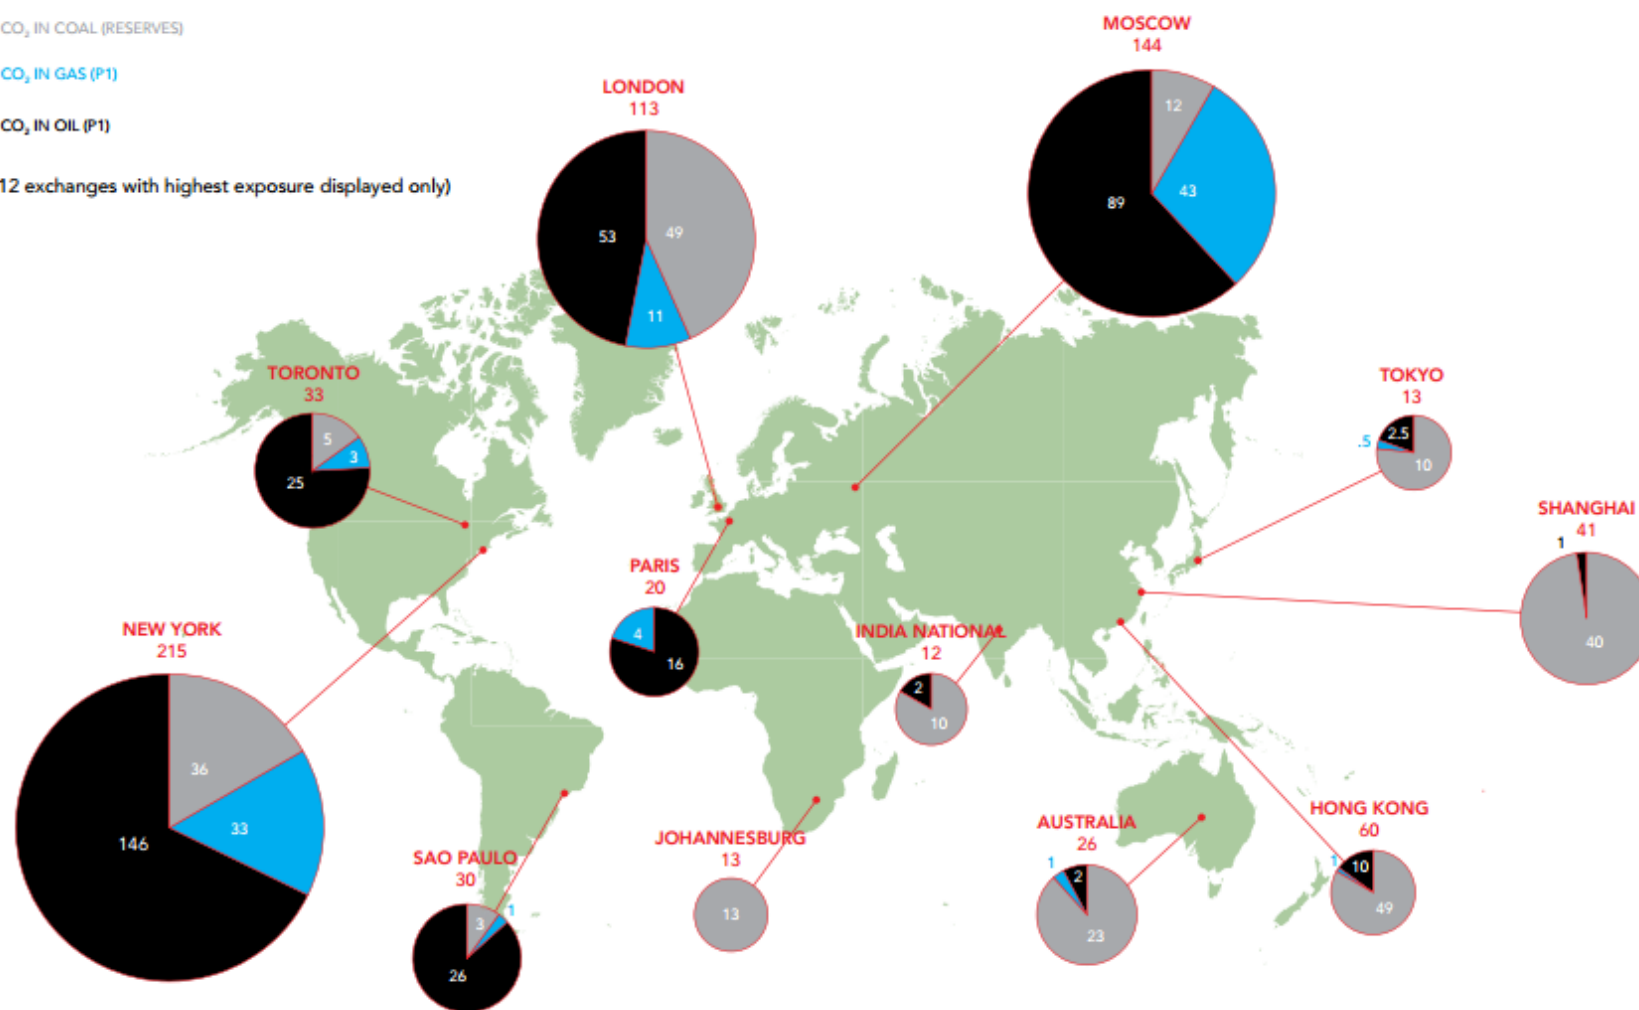 CO₂ IN COAL (RESERVES)
CO₂ IN GAS (P1)
CO₂ IN OIL (P1)
12 exchanges with highest exposure displayed only)
MOSCOW
144
12
43
89
LONDON
113
53
49
11
TORONTO
33
5
3
25
TOKYO
13
.5
2.5
10
SHANGHAI
41
1
40
PARIS
20
4
16
INDIA NATIONAL
12
2
10
NEW YORK
215
36
33
146
SAO PAULO
30
3
1
26
JOHANNESBURG
13
13
AUSTRALIA
26
1
2
23
HONG KONG
60
1
10
49